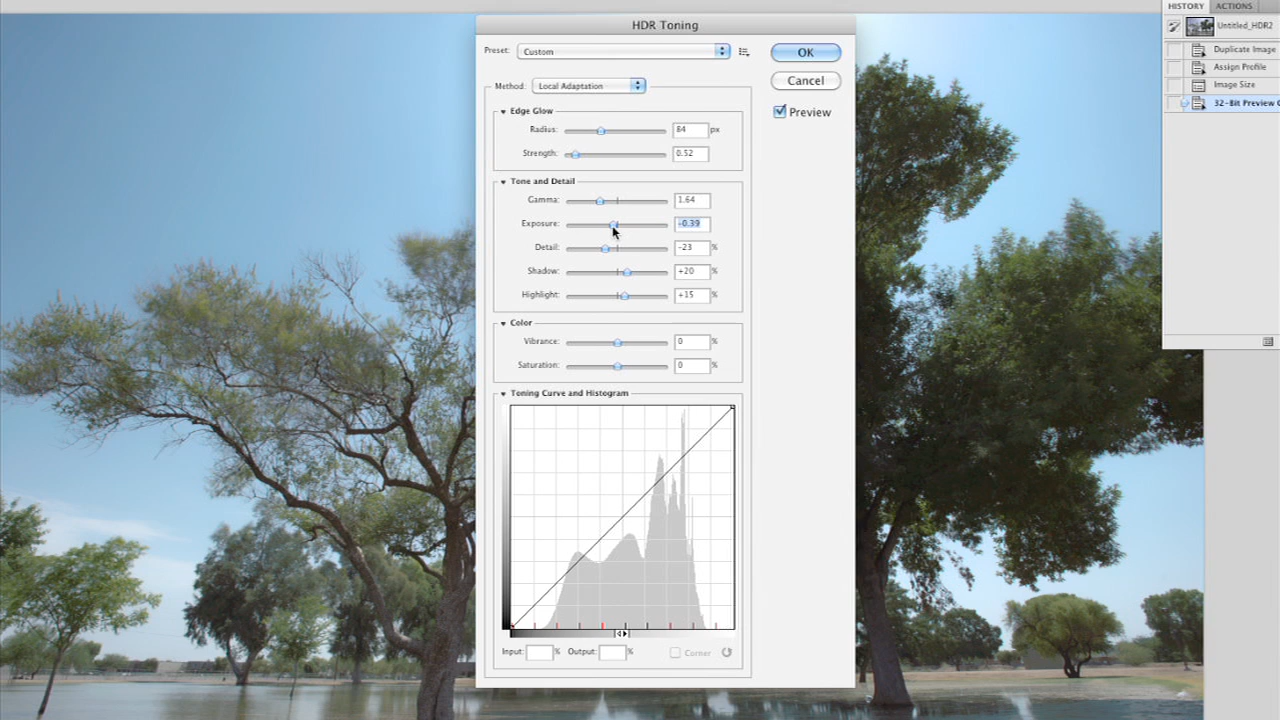 HDR Toning
HISTORY ACTIONS
Untitled_HDR2
Duplicate Image
Assign Profile
Image Size
32-Bit Preview
Preset: Custom
OK
Cancel
Preview
Method: Local Adaptation
Edge Glow
Radius: 84 px
Strength: 0.52
Tone and Detail
Gamma: 1.64
Exposure: -0.39
Detail: -23 %
Shadow: +20 %
Highlight: +15 %
Color
Vibrance: 0 %
Saturation: 0 %
Toning Curve and Histogram
Input: % Output: % Corner